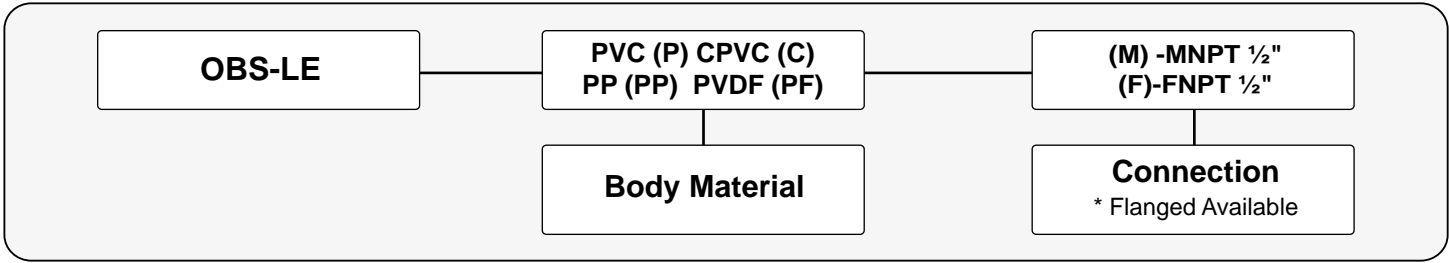 OBS-LE
PVC (P) CPVC (C)
PP (PP) PVDF (PF)
(M) -MNPT ½"
(F)-FNPT ½"
Body Material
Connection
* Flanged Available